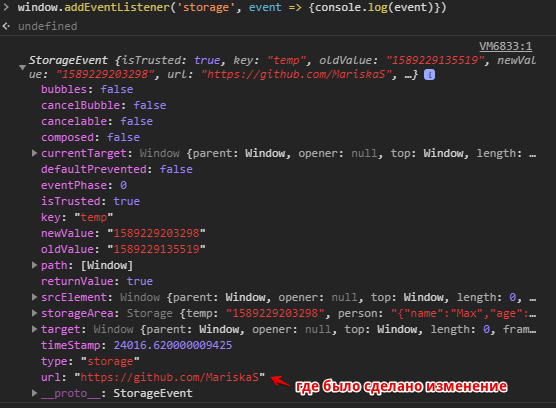 > window.addEventListener('storage', event => {console.log(event)})
undefined
VM6833:1
StorageEvent {isTrusted: true, key: "temp", oldValue: "1589229135519", newVal
ue: "1589229203298", url: "https://github.com/MariskaS", …}
bubbles: false
cancelBubble: false
cancelable: false
composed: false
currentTarget: Window {parent: Window, opener: null, top: Window, length: …
defaultPrevented: false
eventPhase: 0
isTrusted: true
key: "temp"
newValue: "1589229203298"
oldValue: "1589229135519"
path: [Window]
returnValue: true
srcElement: Window {parent: Window, opener: null, top: Window, length: 0, …
storageArea: Storage {temp: "1589229203298", person: "{"name":"Max","age":…
target: Window {parent: Window, opener: null, top: Window, length: 0, fram…
timeStamp: 24016.620000009425
type: "storage"
url: "https://github.com/MariskaS" где было сделано изменение
__proto__: StorageEvent